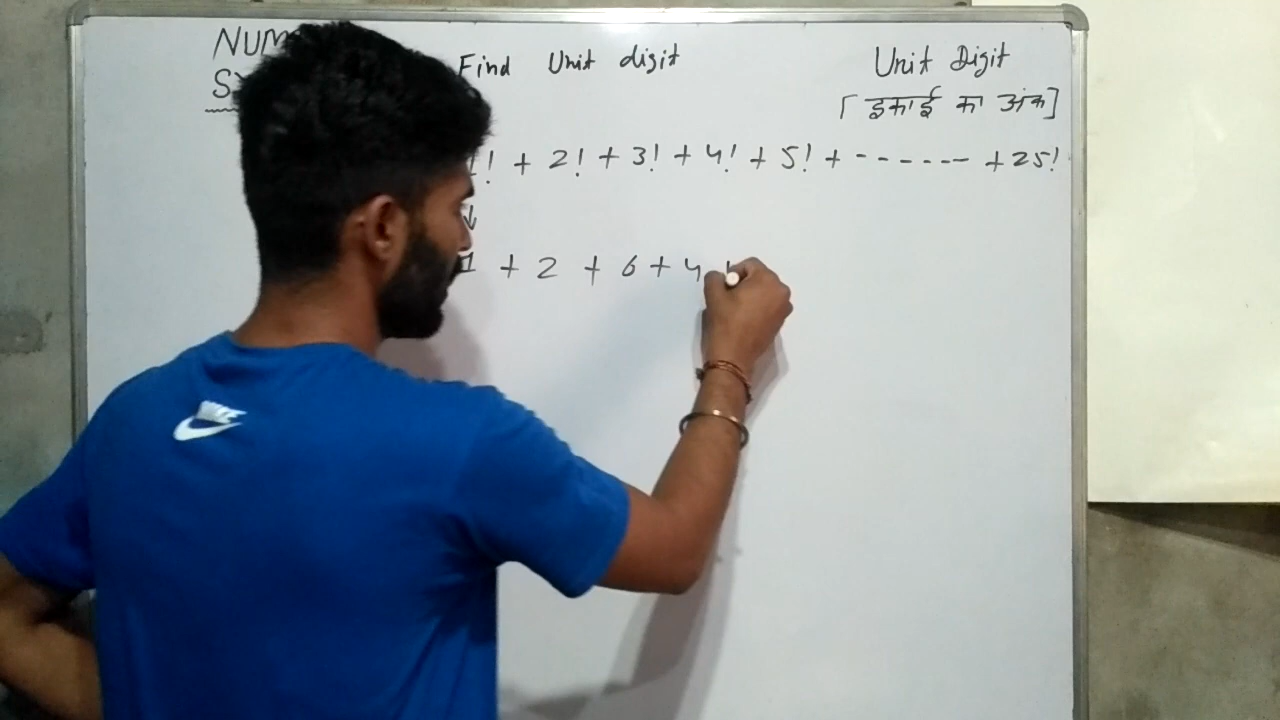 Find Unit digit
Unit Digit
[इकाई का अंक]
! + 2! + 3! + 4! + 5! + ------ + 25!
↓
1 + 2 + 6 + 4